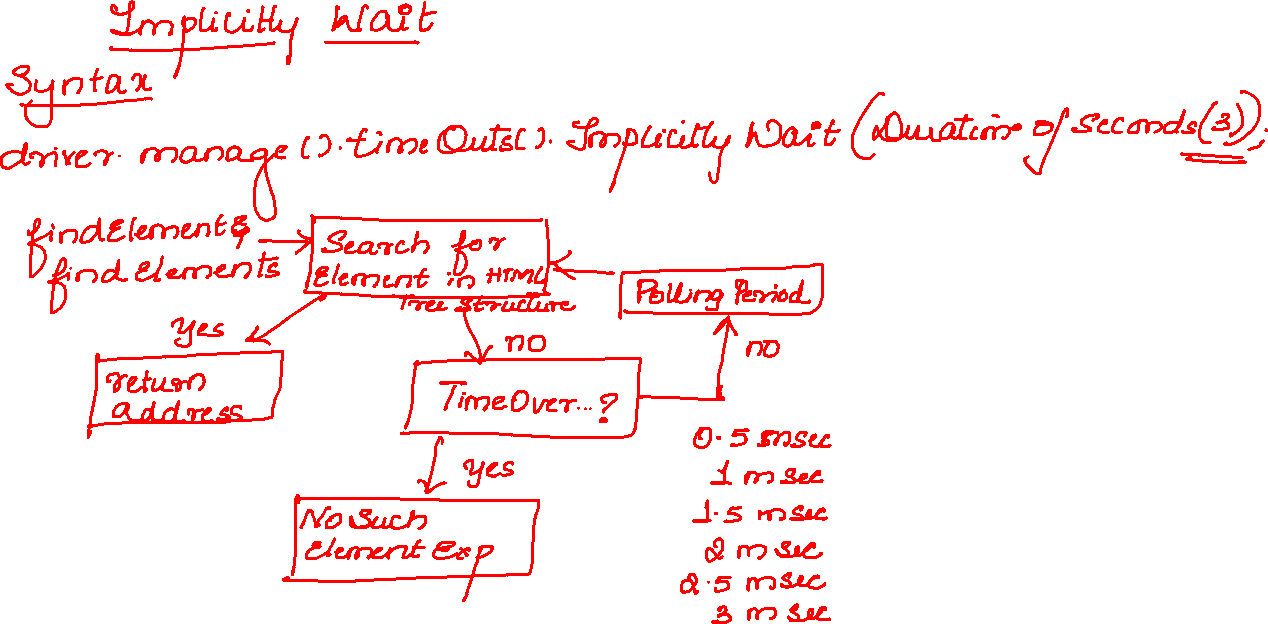 Implicitly Wait
Syntax
driver. manage (). timeOuts(). Implicitly Wait (Duration of Seconds(3));
findElement &
findElements
Search for
Element in HTML
Tree Structure
Polling Period
Yes
no
no
return
address
TimeOver...?
0.5 msec
yes
1 msec
1.5 msec
No Such
Element Exp
2 msec
2.5 msec
3 msec